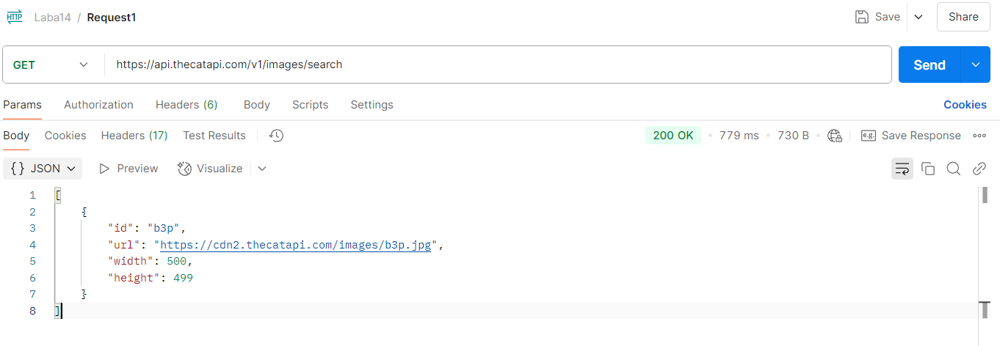 HTTP Laba14 / Request1 Save Share
GET https://api.thecatapi.com/v1/images/search Send
Params Authorization Headers (6) Body Scripts Settings Cookies
Body Cookies Headers (17) Test Results 200 OK • 779 ms • 730 B • e.g. Save Response
{} JSON Preview Visualize
1 [
2 {
3 "id": "b3p",
4 "url": "https://cdn2.thecatapi.com/images/b3p.jpg",
5 "width": 500,
6 "height": 499
7 }
8 ]